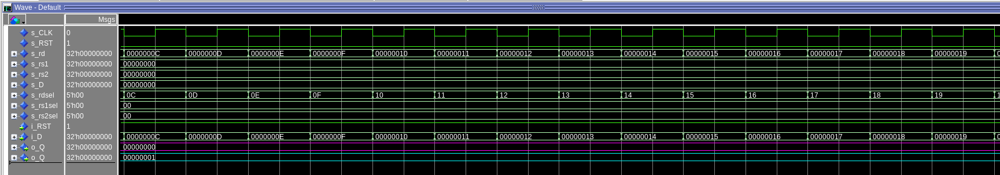 Wave - Default
Msgs
s_CLK 0
s_RST 1
s_rd 32'h00000000 0000000C 0000000D 0000000E 0000000F 00000010 00000011 00000012 00000013 00000014 00000015 00000016 00000017 00000018 00000019 0
s_rs1 32'h00000000 00000000
s_rs2 32'h00000000 00000000
s_D 32'h00000000 00000000
s_rdsel 5'h00 0C 0D 0E 0F 10 11 12 13 14 15 16 17 18 19 1
s_rs1sel 5'h00 00
s_rs2sel 5'h00 00
i_RST 1
i_D 32'h00000000 0000000C 0000000D 0000000E 0000000F 00000010 00000011 00000012 00000013 00000014 00000015 00000016 00000017 00000018 00000019 0
o_Q 32'h00000000 00000000
o_Q 32'h00000000 00000001